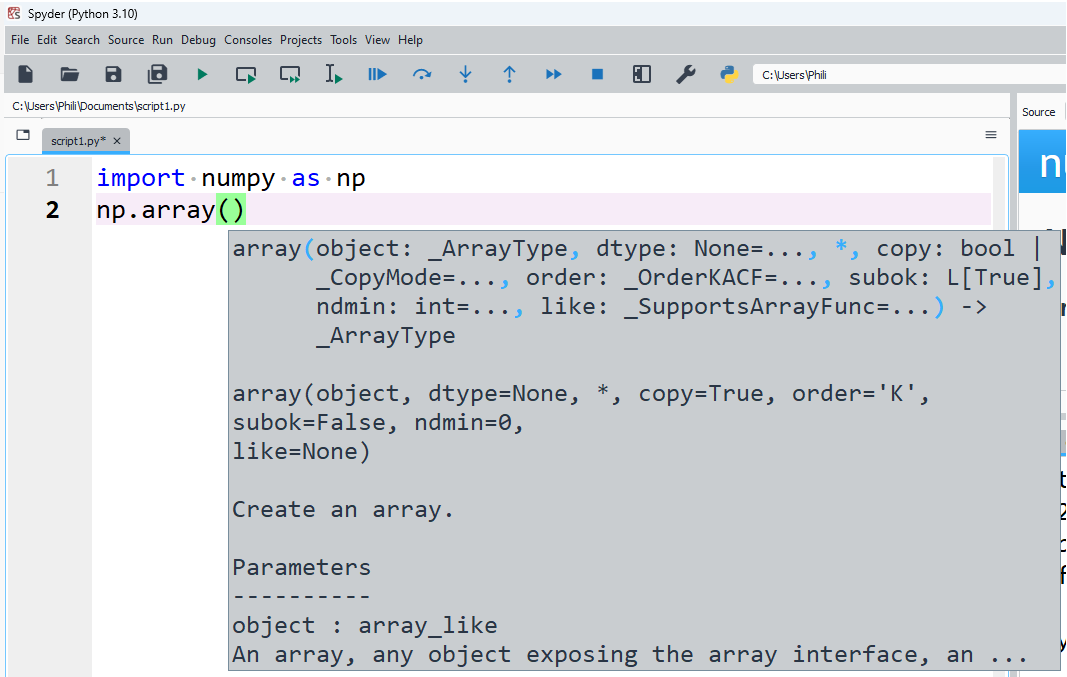 Spyder (Python 3.10)
File Edit Search Source Run Debug Consoles Projects Tools View Help
C:\Users\Phili
C:\Users\Phili\Documents\script1.py
Source
script1.py*
1 import numpy as np
2 np.array()
array(object: _ArrayType, dtype: None=..., *, copy: bool |
_CopyMode=..., order: _OrderKACF=..., subok: L[True],
ndmin: int=..., like: _SupportsArrayFunc=...) ->
_ArrayType
array(object, dtype=None, *, copy=True, order='K',
subok=False, ndmin=0,
like=None)
Create an array.
Parameters
----------
object : array_like
An array, any object exposing the array interface, an ...